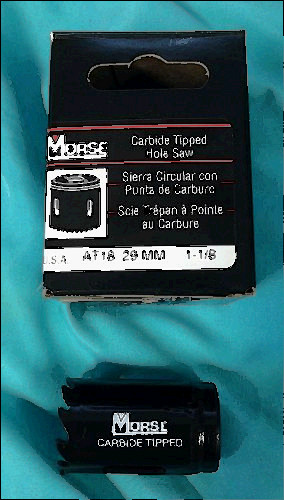 MORSE
Carbide Tipped
Hole Saw
Sierra Circular con
Punta de Carburo
Scie Trépan à Pointe
au Carbure
U.S.A. AT18 29 MM 1-1/8
MORSE
CARBIDE TIPPED